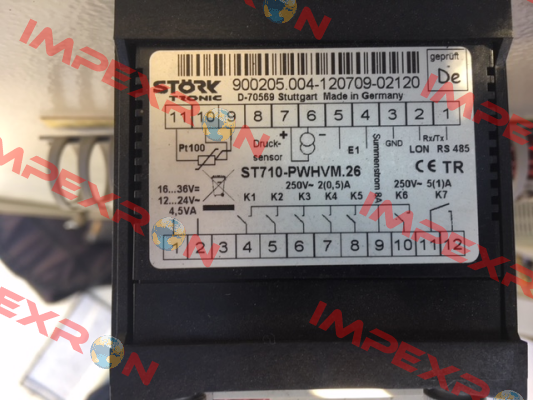 STÖRK
TRONIC
900205.004-120709-02120
D-70569 Stuttgart Made in Germany
geprüft
De
11 10 9 8 7 6 5 4 3 2 1
Pt100
Druck-
sensor
+ −
E1
Summenstrom 8A
GND
Rx/Tx
LON RS 485
ST710-PWHVM.26
CE TR
16...36V=
12...24V~
4,5VA
250V~ 2(0,5)A
250V~ 5(1)A
K1 K2 K3 K4 K5 K6 K7
1 2 3 4 5 6 7 8 9 10 11 12
IMPEXRON
IMPEXRON
IMPEXRON
IMPEXRON
IMPEXRON